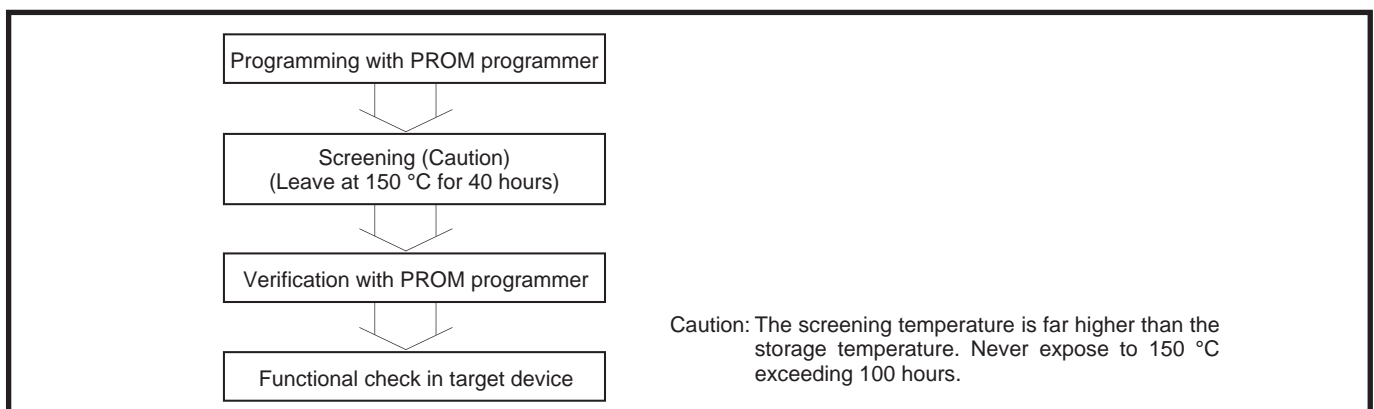 Programming with PROM programmer
Screening (Caution)
(Leave at 150 °C for 40 hours)
Verification with PROM programmer
Functional check in target device
Caution: The screening temperature is far higher than the
storage temperature. Never expose to 150 °C
exceeding 100 hours.